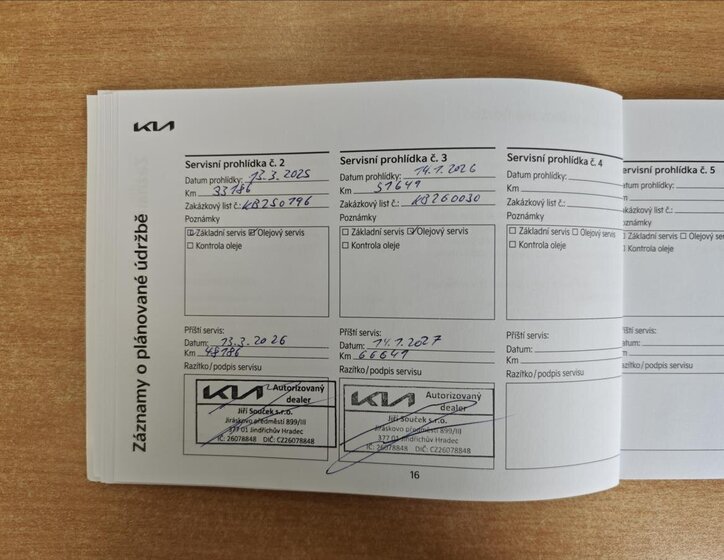 KIA
Záznamy o plánované údržbě
Servisní prohlídka č. 2
Datum prohlídky: 13.3.2025
Km 33186
Zakázkový list č.: KB250796
Poznámky
Základní servis Olejový servis
Kontrola oleje
Příští servis:
Datum: 13.3.2026
Km 48186
Razítko/podpis servisu
KIA Autorizovaný
dealer
Jiří Souček s.r.o.
Jiráskovo předměstí 899/III
377 01 Jindřichův Hradec
IČ: 26078848 DIČ: CZ26078848
Servisní prohlídka č. 3
Datum prohlídky: 14.1.2026
Km 51641
Zakázkový list č.: KB260030
Poznámky
Základní servis Olejový servis
Kontrola oleje
Příští servis:
Datum: 14.1.2027
Km 66641
Razítko/podpis servisu
KIA Autorizovaný
dealer
Jiří Souček s.r.o.
Jiráskovo předměstí 899/III
377 01 Jindřichův Hradec
IČ: 26078848 DIČ: CZ26078848
Servisní prohlídka č. 4
Datum prohlídky:
Km
Zakázkový list č.:
Poznámky
Základní servis Olejový servis
Kontrola oleje
Příští servis:
Datum:
Km
Razítko/podpis servisu
Servisní prohlídka č. 5
prohlídky:
Zakázkový list č.:
Poznámky
Základní servis Olejový servis
Kontrola oleje
servis:
Datum:
Km
Razítko/podpis servisu
16